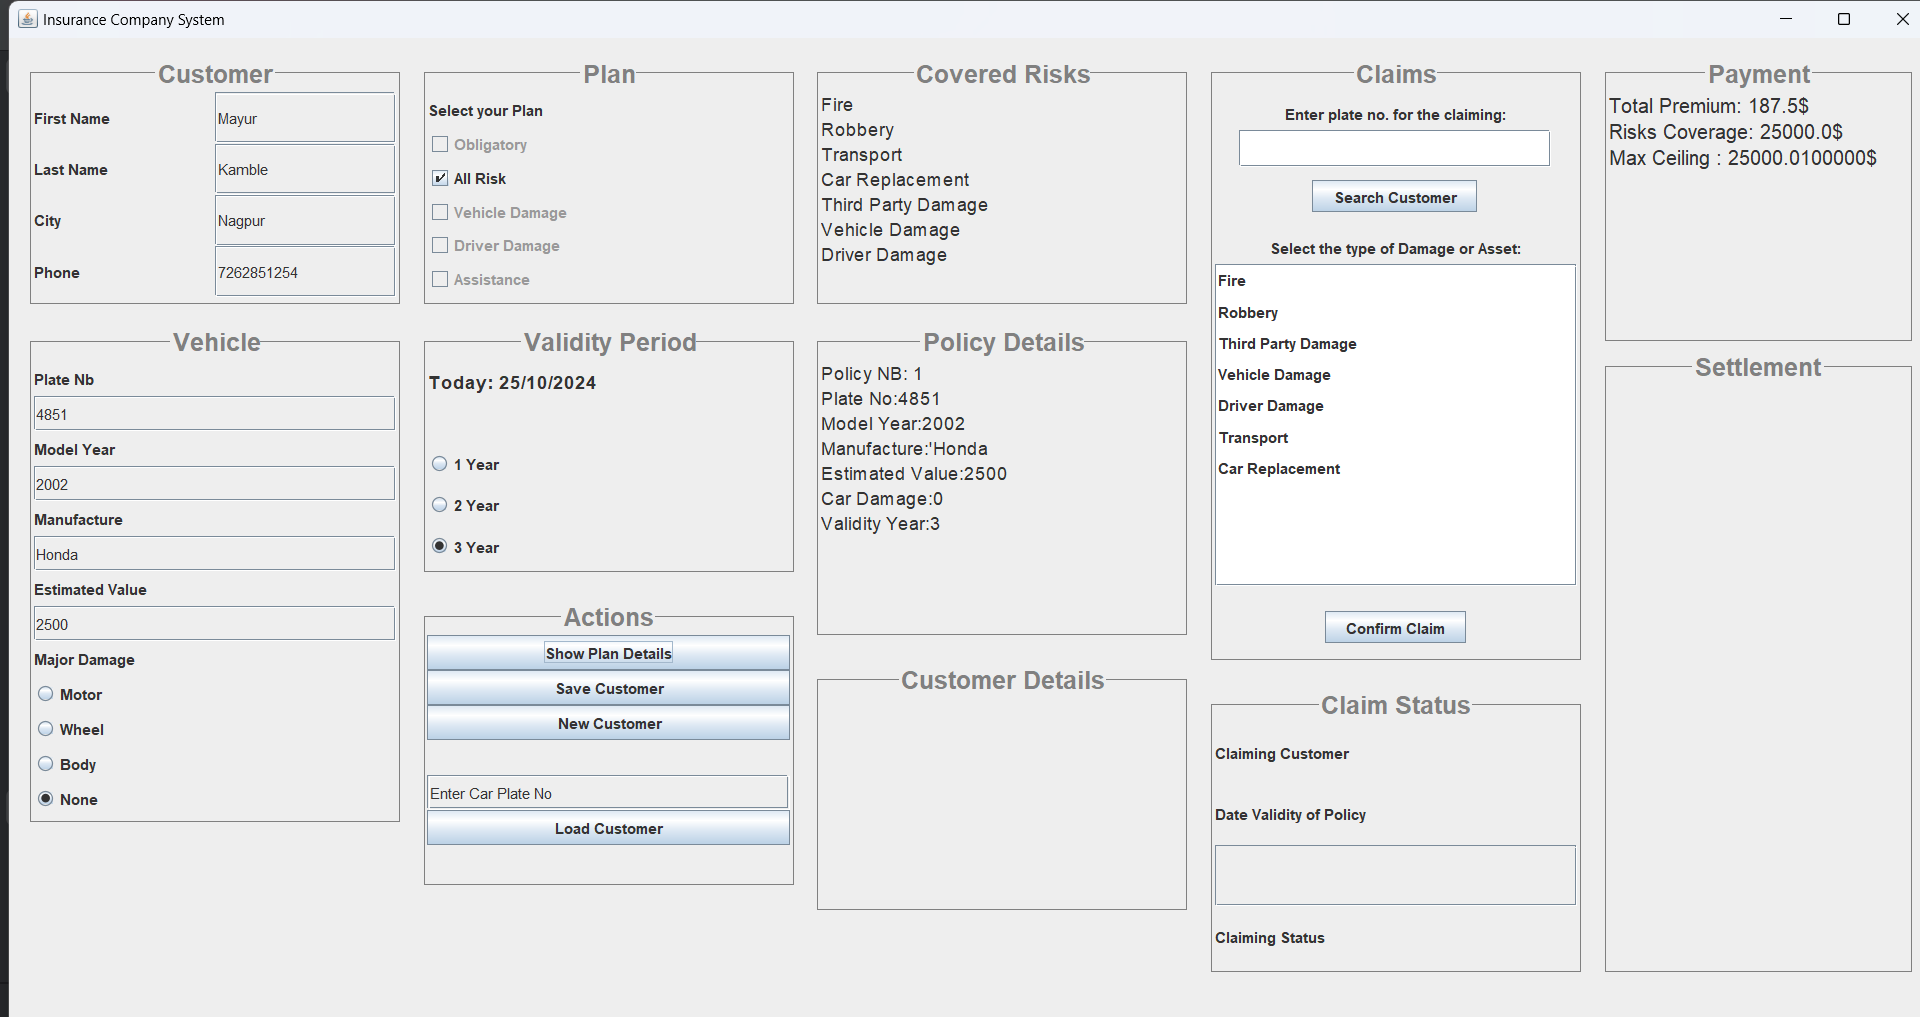 Insurance Company System
Customer
First Name
Mayur
Last Name
Kamble
City
Nagpur
Phone
7262851254
Vehicle
Plate Nb
4851
Model Year
2002
Manufacture
Honda
Estimated Value
2500
Major Damage
Motor
Wheel
Body
None
Plan
Select your Plan
Obligatory
All Risk
Vehicle Damage
Driver Damage
Assistance
Validity Period
Today: 25/10/2024
1 Year
2 Year
3 Year
Actions
Show Plan Details
Save Customer
New Customer
Enter Car Plate No
Load Customer
Covered Risks
Fire
Robbery
Transport
Car Replacement
Third Party Damage
Vehicle Damage
Driver Damage
Policy Details
Policy NB: 1
Plate No:4851
Model Year:2002
Manufacture:'Honda
Estimated Value:2500
Car Damage:0
Validity Year:3
Customer Details
Claims
Enter plate no. for the claiming:
Search Customer
Select the type of Damage or Asset:
Fire
Robbery
Third Party Damage
Vehicle Damage
Driver Damage
Transport
Car Replacement
Confirm Claim
Claim Status
Claiming Customer
Date Validity of Policy
Claiming Status
Payment
Total Premium: 187.5$
Risks Coverage: 25000.0$
Max Ceiling : 25000.0100000$
Settlement